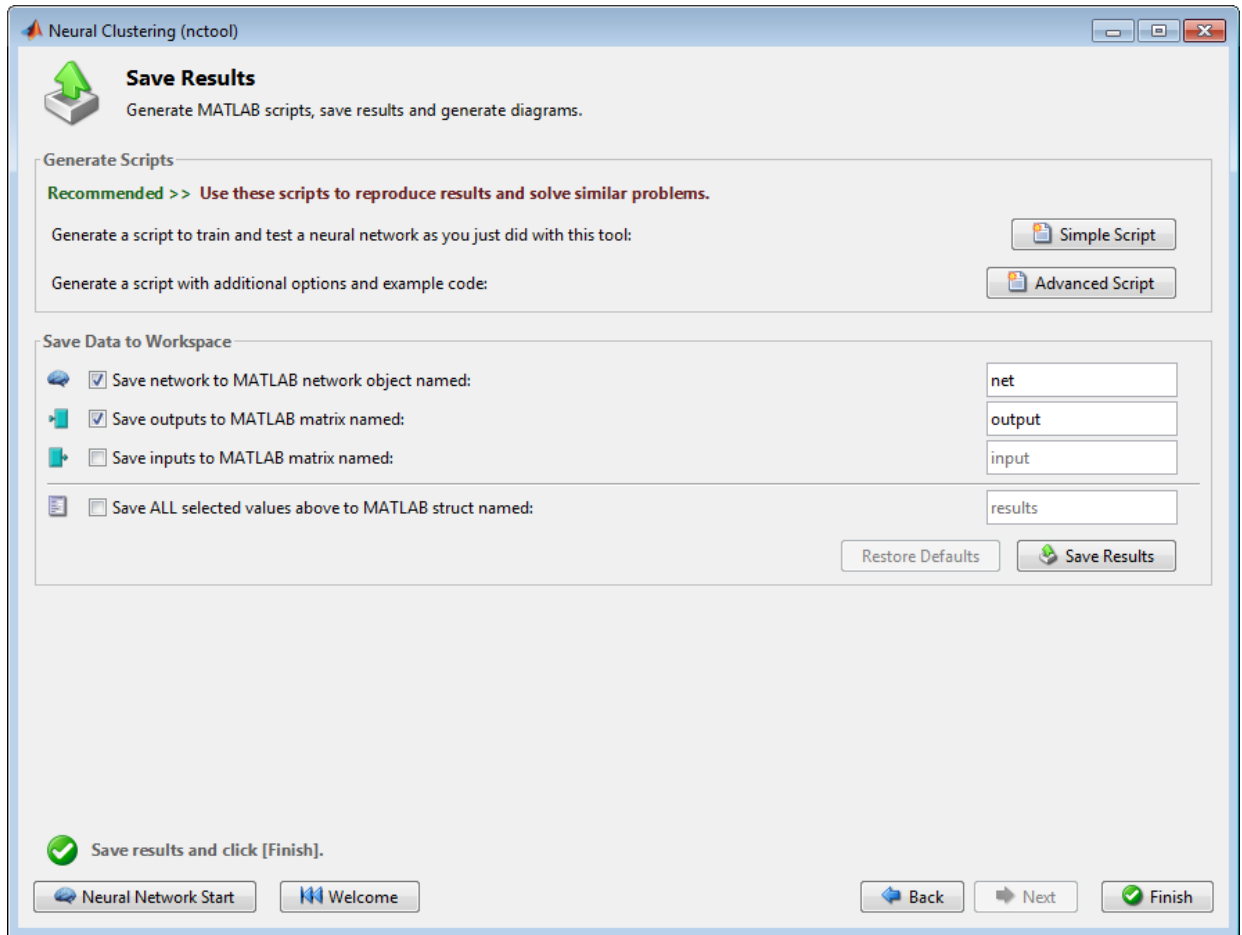 Neural Clustering (nctool)
Save Results
Generate MATLAB scripts, save results and generate diagrams.
Generate Scripts
Recommended >> Use these scripts to reproduce results and solve similar problems.
Generate a script to train and test a neural network as you just did with this tool:
Simple Script
Generate a script with additional options and example code:
Advanced Script
Save Data to Workspace
Save network to MATLAB network object named:
net
Save outputs to MATLAB matrix named:
output
Save inputs to MATLAB matrix named:
input
Save ALL selected values above to MATLAB struct named:
results
Restore Defaults
Save Results
Save results and click [Finish].
Neural Network Start
Welcome
Back
Next
Finish